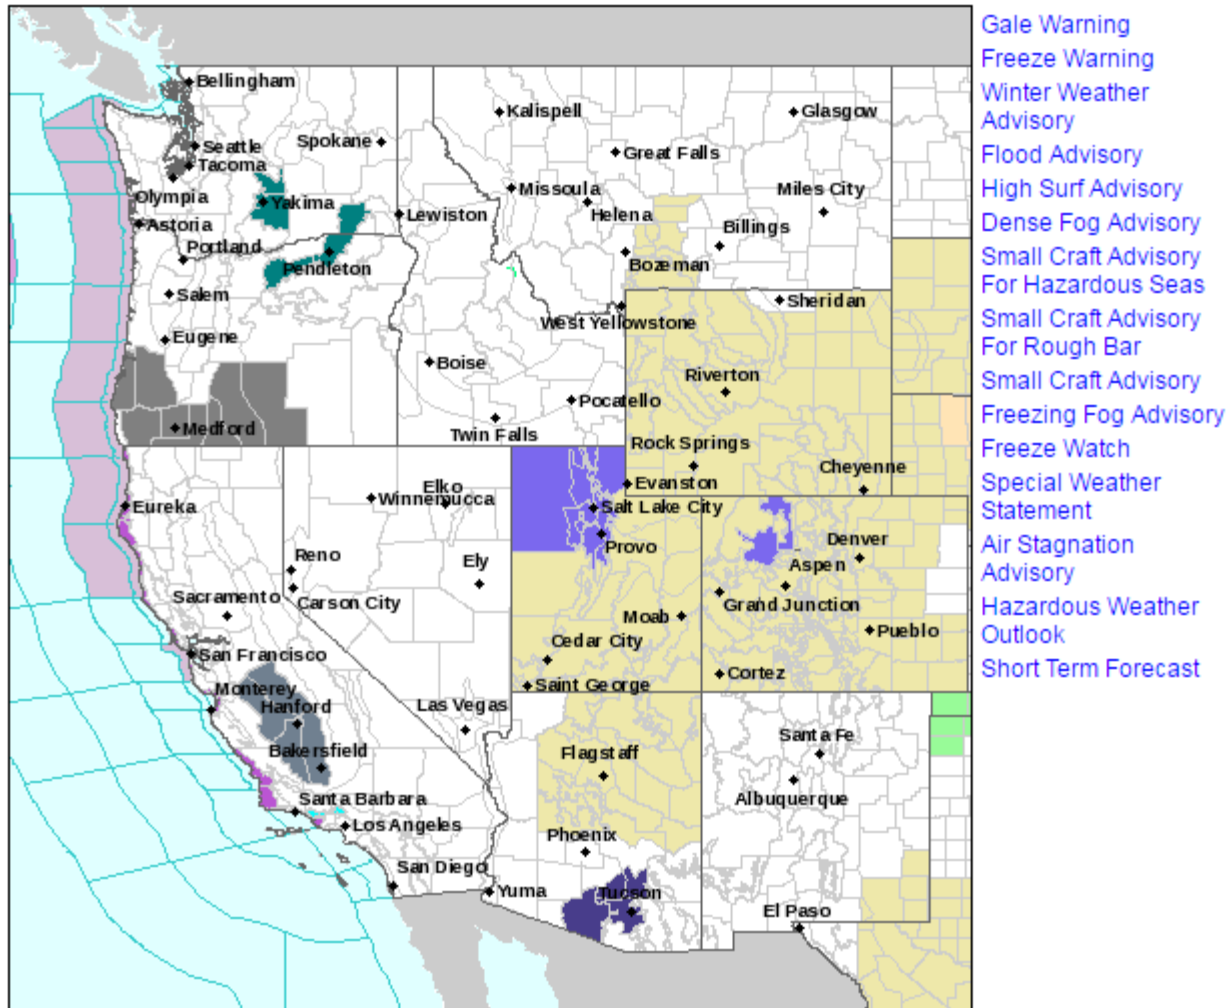 Gale Warning
Freeze Warning
Winter Weather
Advisory
Flood Advisory
High Surf Advisory
Dense Fog Advisory
Small Craft Advisory
For Hazardous Seas
Small Craft Advisory
For Rough Bar
Small Craft Advisory
Freezing Fog Advisory
Freeze Watch
Special Weather
Statement
Air Stagnation
Advisory
Hazardous Weather
Outlook
Short Term Forecast
Bellingham
Kalispell
Glasgow
Seattle
Spokane
Great Falls
Tacoma
Olympia
Yakima
Missoula
Miles City
Astoria
Lewiston
Helena
Billings
Portland
Pendleton
Bozeman
Salem
Sheridan
West Yellowstone
Eugene
Boise
Riverton
Pocatello
Medford
Twin Falls
Rock Springs
Cheyenne
Elko
Evanston
Winnemucca
Eureka
Salt Lake City
Provo
Denver
Reno
Ely
Aspen
Sacramento
Carson City
Grand Junction
Moab
Pueblo
Cedar City
San Francisco
Cortez
Saint George
Monterey
Hanford
Las Vegas
Santa Fe
Bakersfield
Flagstaff
Albuquerque
Santa Barbara
Los Angeles
Phoenix
San Diego
Yuma
Tucson
El Paso